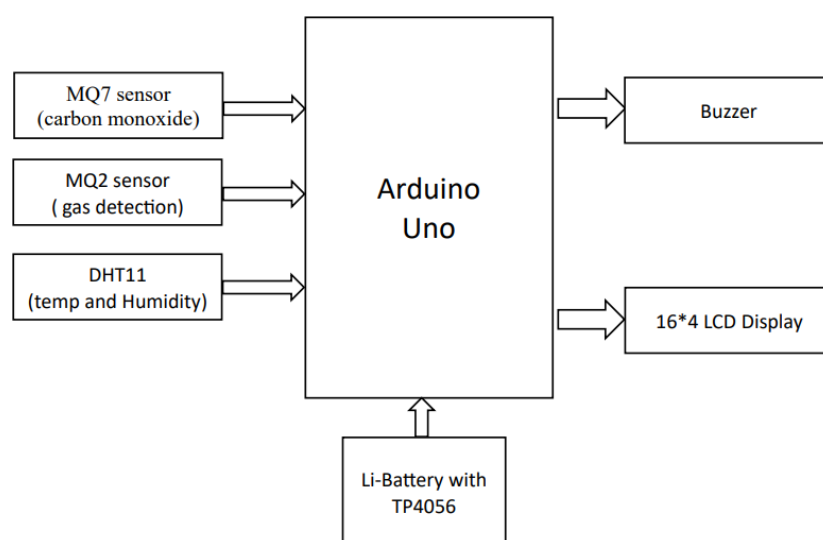 MQ7 sensor
(carbon monoxide)
MQ2 sensor
( gas detection)
DHT11
(temp and Humidity)
Arduino
Uno
Buzzer
16*4 LCD Display
Li-Battery with
TP4056